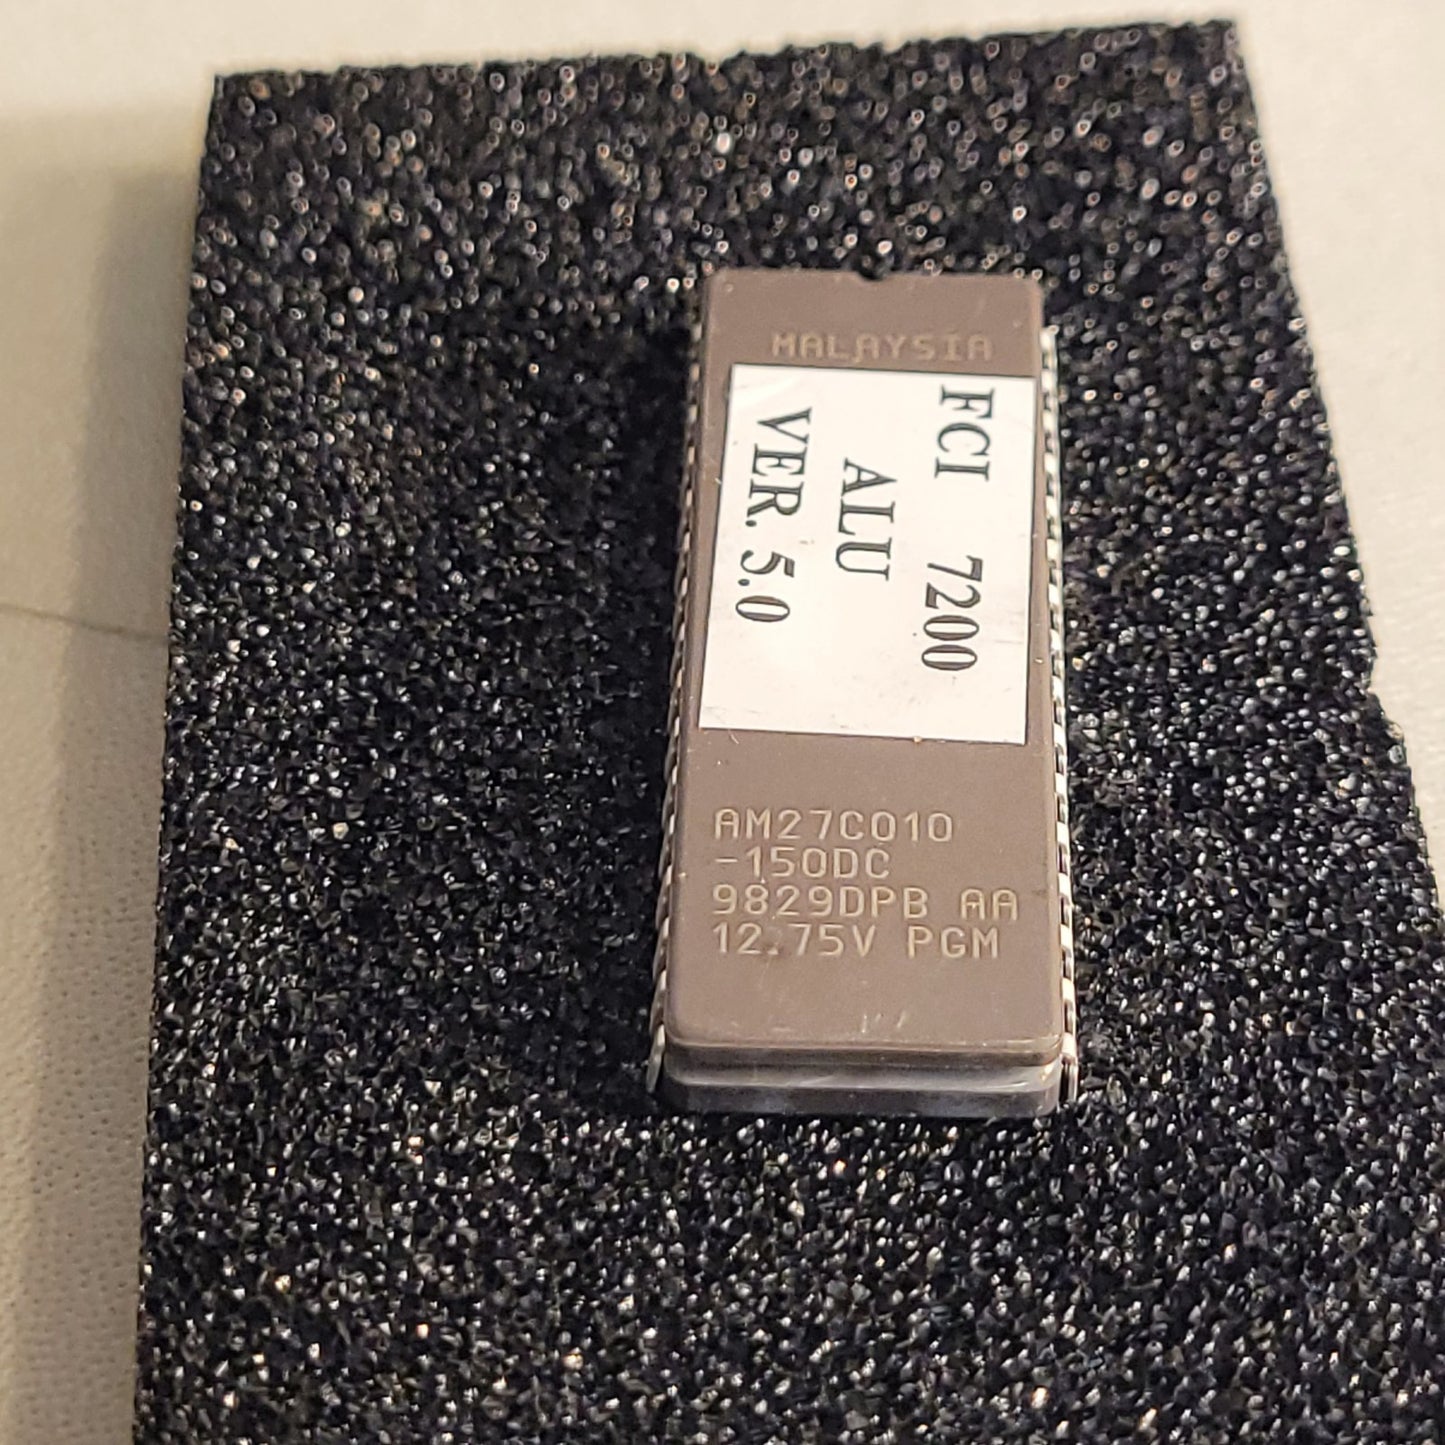 MALAYSIA
FCI 7200
ALU
VER. 5.0
AM27C010
-150DC
9829DPB AA
12.75V PGM